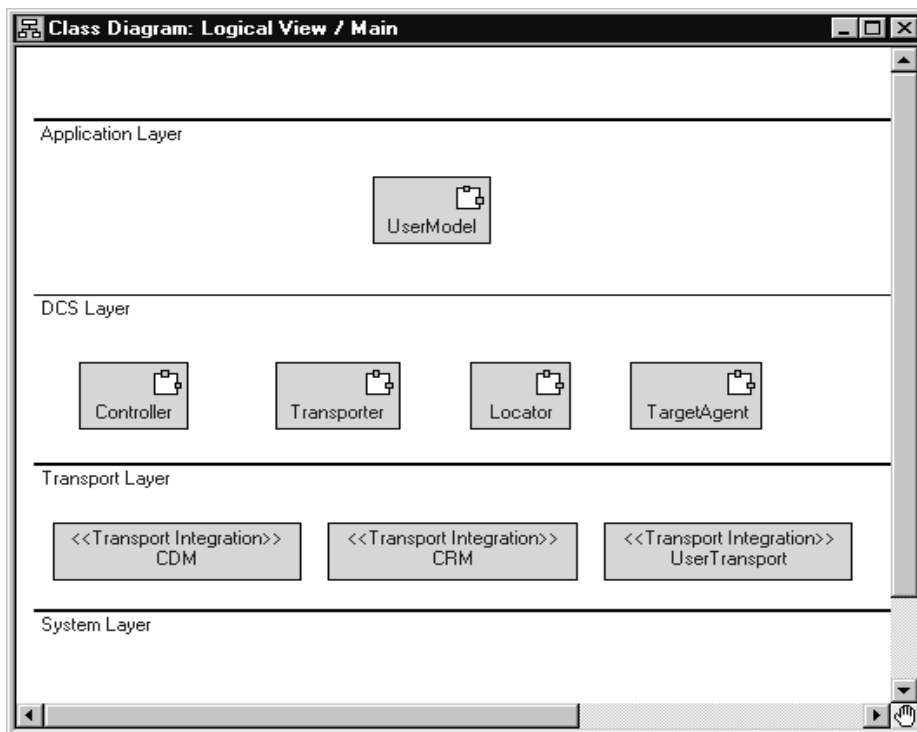 Class Diagram: Logical View / Main
Application Layer
UserModel
DCS Layer
Controller
Transporter
Locator
TargetAgent
Transport Layer
<<Transport Integration>>
CDM
<<Transport Integration>>
CRM
<<Transport Integration>>
UserTransport
System Layer